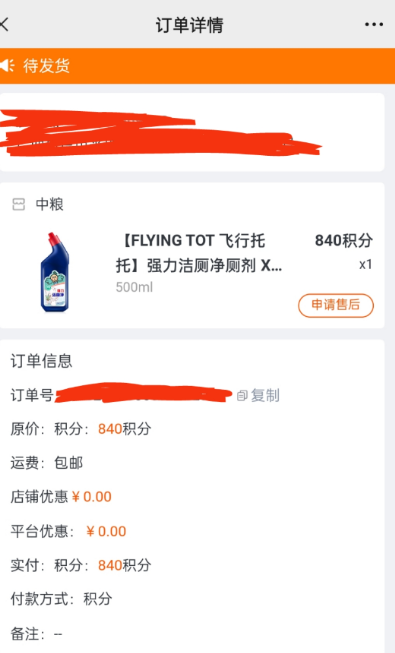 订单详情
待发货
中粮
【FLYING TOT 飞行托
托】强力洁厕净厕剂 X...
840积分
x1
500ml
申请售后
订单信息
订单号
复制
原价：积分：840积分
运费：包邮
店铺优惠￥0.00
平台优惠：￥0.00
实付：积分：840积分
付款方式：积分
备注：--